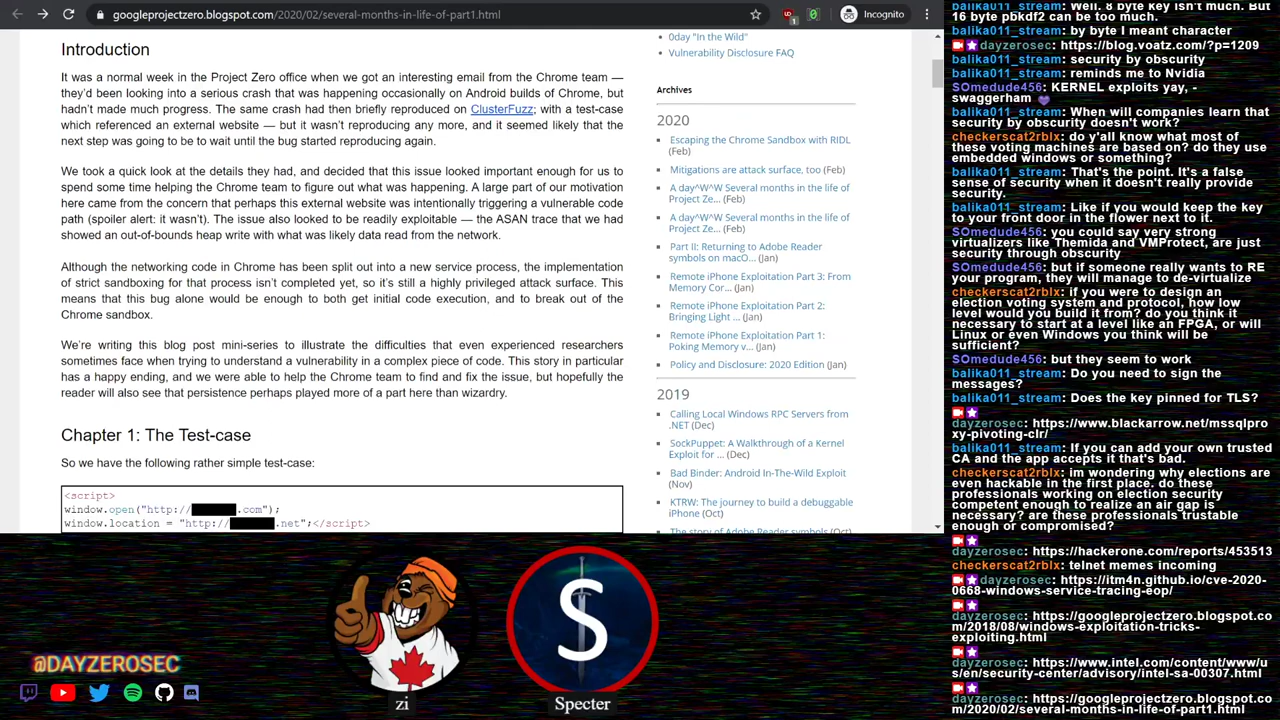 googleprojectzero.blogspot.com/2020/02/several-months-in-life-of-part1.html
Incognito
Introduction
It was a normal week in the Project Zero office when we got an interesting email from the Chrome team —
they'd been looking into a serious crash that was happening occasionally on Android builds of Chrome, but
hadn't made much progress. The same crash had then briefly reproduced on ClusterFuzz; with a test-case
which referenced an external website — but it wasn't reproducing any more, and it seemed likely that the
next step was going to be to wait until the bug started reproducing again.
We took a quick look at the details they had, and decided that this issue looked important enough for us to
spend some time helping the Chrome team to figure out what was happening. A large part of our motivation
here came from the concern that perhaps this external website was intentionally triggering a vulnerable code
path (spoiler alert: it wasn't). The issue also looked to be readily exploitable — the ASAN trace that we had
showed an out-of-bounds heap write with what was likely data read from the network.
Although the networking code in Chrome has been split out into a new service process, the implementation
of strict sandboxing for that process isn't completed yet, so it's still a highly privileged attack surface. This
means that this bug alone would be enough to both get initial code execution, and to break out of the
Chrome sandbox.
We're writing this blog post mini-series to illustrate the difficulties that even experienced researchers
sometimes face when trying to understand a vulnerability in a complex piece of code. This story in particular
has a happy ending, and we were able to help the Chrome team to find and fix the issue, but hopefully the
reader will also see that persistence perhaps played more of a part here than wizardry.
Chapter 1: The Test-case
So we have the following rather simple test-case:
<script>
window.open("http://.com");
window.location = "http://.net";</script>
0day "In the Wild"
Vulnerability Disclosure FAQ
Archives
2020
Escaping the Chrome Sandbox with RIDL
(Feb)
Mitigations are attack surface, too (Feb)
A day^W^W Several months in the life of
Project Ze... (Feb)
A day^W^W Several months in the life of
Project Ze... (Feb)
Part II: Returning to Adobe Reader
symbols on macO... (Jan)
Remote iPhone Exploitation Part 3: From
Memory Cor... (Jan)
Remote iPhone Exploitation Part 2:
Bringing Light ... (Jan)
Remote iPhone Exploitation Part 1:
Poking Memory v... (Jan)
Policy and Disclosure: 2020 Edition (Jan)
2019
Calling Local Windows RPC Servers from
.NET (Dec)
SockPuppet: A Walkthrough of a Kernel
Exploit for ... (Dec)
Bad Binder: Android In-The-Wild Exploit
(Nov)
KTRW: The journey to build a debuggable
iPhone (Oct)
The story of Adobe Reader symbols (Oct)
balika011_stream: Well. 8 byte key isn't much. But
16 byte pbkdf2 can be too much.
balika011_stream: by byte I meant character
dayzerosec: https://blog.voatz.com/?p=1209
balika011_stream: security by obscurity
balika011_stream: reminds me to Nvidia
SOmedude456: KERNEL exploits yay, -
swaggerham
balika011_stream: When will companies learn that
security by obscurity doesn't work?
checkerscat2rblx: do y'all know what most of
these voting machines are based on? do they use
embedded windows or something?
balika011_stream: That's the point. It's a false
sense of security when it doesn't really provide
security.
balika011_stream: Like if you would keep the key
to your front door in the flower next to it.
SOmedude456: you could say very strong
virtualizers like Themida and VMProtect, are just
security through obscurity
SOmedude456: but if someone really wants to RE
your program, they will manage to de-virtualize
checkerscat2rblx: if you were to design an
election voting system and protocol, how low
level would you build it from? do you think it
necessary to start at a level like an FPGA, or will
Linux or even Windows you think will be
sufficient?
SOmedude456: but they seem to work
balika011_stream: Do you need to sign the
messages?
balika011_stream: Does the key pinned for TLS?
dayzerosec: https://www.blackarrow.net/mssqlpro
xy-pivoting-clr/
balika011_stream: If you can add your own trusted
CA and the app accepts it that's bad.
checkerscat2rblx: im wondering why elections are
even hackable in the first place. do these
professionals working on election security
competent enough to realize an air gap is
necessary? are these professionals trustable
enough or compromised?
dayzerosec: https://hackerone.com/reports/453513
checkerscat2rblx: telnet memes incoming
dayzerosec: https://itm4n.github.io/cve-2020-
0668-windows-service-tracing-eop/
dayzerosec: https://googleprojectzero.blogspot.co
m/2018/08/windows-exploitation-tricks-
exploiting.html
dayzerosec: https://www.intel.com/content/www/u
s/en/security-center/advisory/intel-sa-00307.html
dayzerosec: https://googleprojectzero.blogspot.co
m/2020/02/several-months-in-life-of-part1.html
@DAYZEROSEC
zi
S
Specter